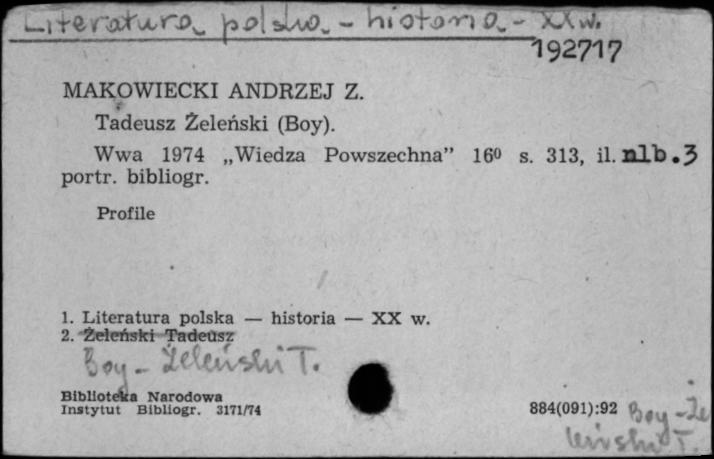 Literatura polska - historia - XX w.
192717
MAKOWIECKI ANDRZEJ Z.
Tadeusz Żeleński (Boy).
Wwa 1974 „Wiedza Powszechna” 16⁰ s. 313, il. nlb.3
portr. bibliogr.
Profile
1. Literatura polska — historia — XX w.
2. Żeleński Tadeusz
Boy - Żeleński T.
Biblioteka Narodowa
Instytut Bibliogr. 3171/74
884(091):92 Boy - Że
leński T.